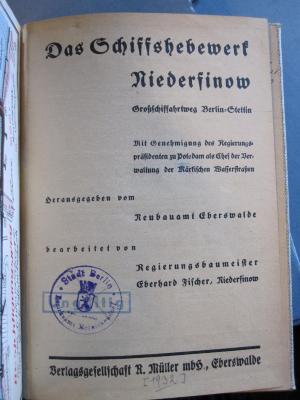 Das Schiffshebewerk
Niederfinow
Großschiffahrtweg Berlin-Stettin
Mit Genehmigung des Regierungs-
präsidenten zu Potsdam als Chef der Ver-
waltung der Märkischen Wasserstraßen
Herausgegeben vom
Neubauamt Eberswalde
bearbeitet von
Regierungsbaumeister
Eberhard Fischer, Niederfinow
Stadt Berlin
Ungültig
Verlagsgesellschaft R. Müller mbH., Eberswalde
[1932]